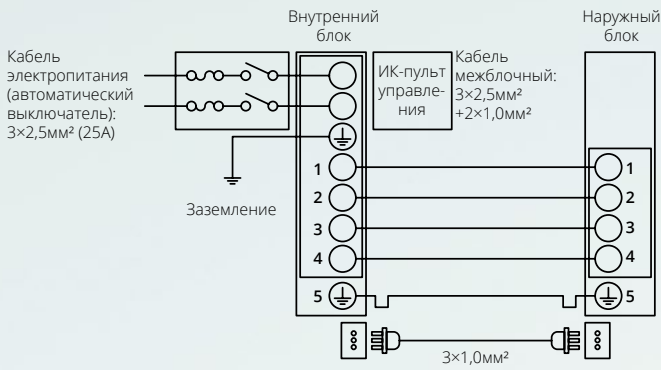 Внутренний
блок
Наружный
блок
Кабель
электропитания
(автоматический
выключатель):
3×2,5мм² (25А)
ИК-пульт
управле-
ния
Кабель
межблочный:
3×2,5мм²
+2×1,0мм²
Заземление
1
2
3
4
5
1
2
3
4
5
3×1,0мм²